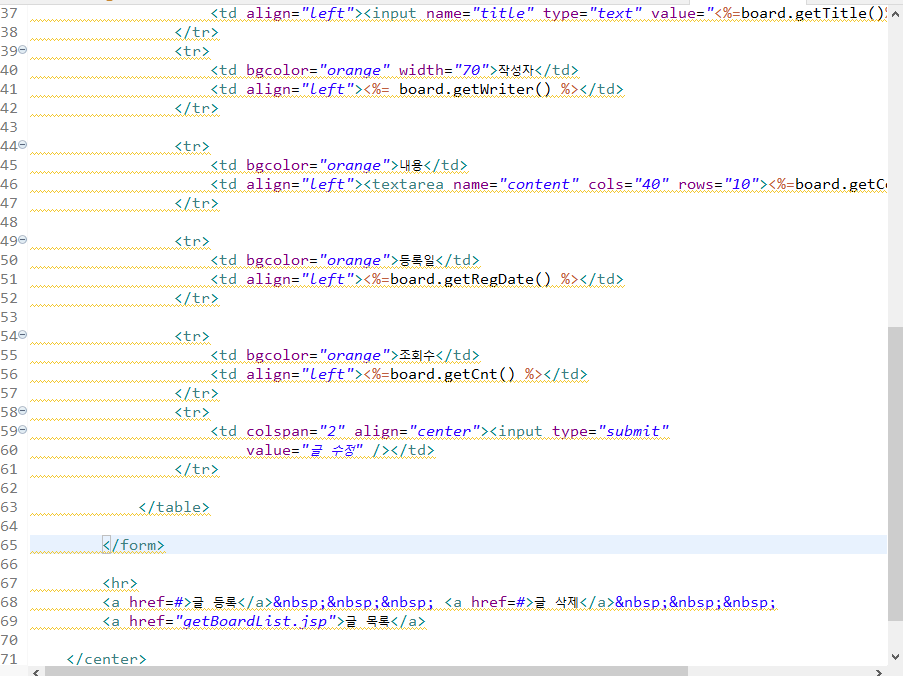 37 <td align="left"><input name="title" type="text" value="<%=board.getTitle()%
38 </tr>
39 <tr>
40 <td bgcolor="orange" width="70">작성자</td>
41 <td align="left"><%= board.getWriter() %></td>
42 </tr>
43
44 <tr>
45 <td bgcolor="orange">내용</td>
46 <td align="left"><textarea name="content" cols="40" rows="10"><%=board.getCo
47 </tr>
48
49 <tr>
50 <td bgcolor="orange">등록일</td>
51 <td align="left"><%=board.getRegDate() %></td>
52 </tr>
53
54 <tr>
55 <td bgcolor="orange">조회수</td>
56 <td align="left"><%=board.getCnt() %></td>
57 </tr>
58 <tr>
59 <td colspan="2" align="center"><input type="submit"
60 value="글 수정" /></td>
61 </tr>
62
63 </table>
64
65 </form>
66
67 <hr>
68 <a href=#>글 등록</a>&nbsp;&nbsp;&nbsp; <a href=#>글 삭제</a>&nbsp;&nbsp;&nbsp;
69 <a href="getBoardList.jsp">글 목록</a>
70
71 </center>